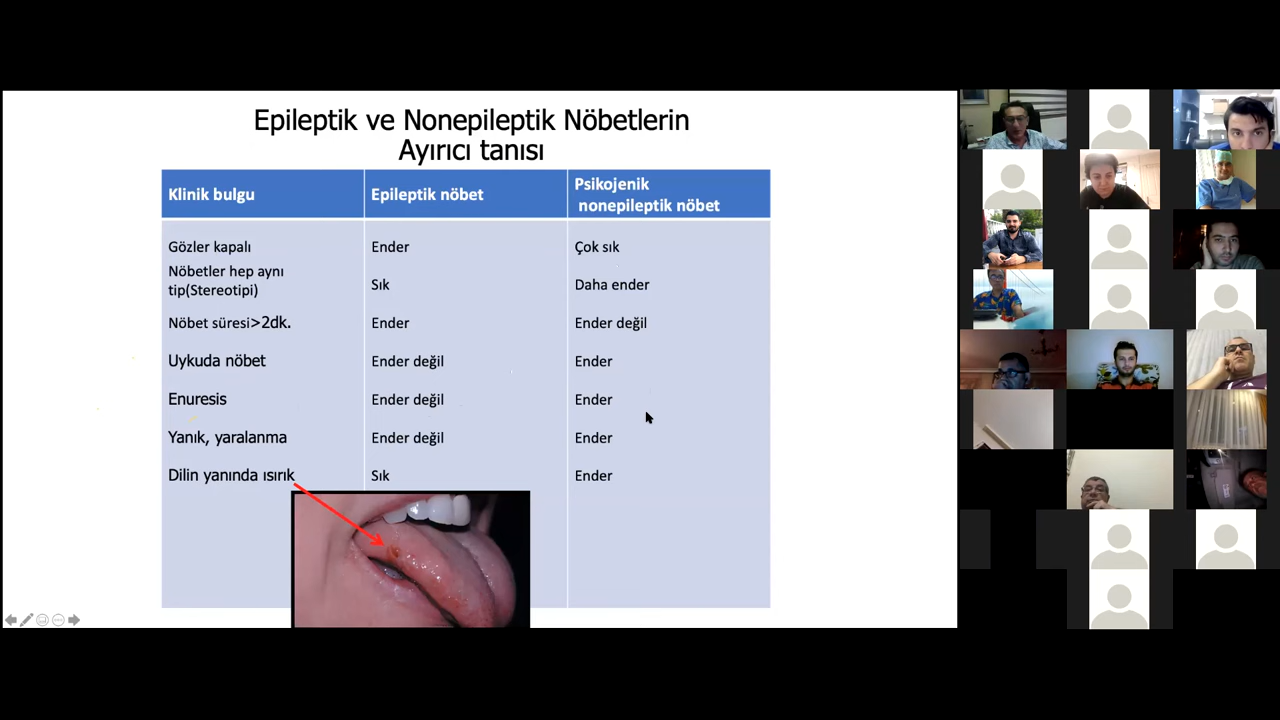 Epileptik ve Nonepileptik Nöbetlerin
Ayırıcı tanısı
Klinik bulgu
Epileptik nöbet
Psikojenik
nonepileptik nöbet
Gözler kapalı
Ender
Çok sık
Nöbetler hep aynı
tip(Stereotipi)
Sık
Daha ender
Nöbet süresi>2dk.
Ender
Ender değil
Uykuda nöbet
Ender değil
Ender
Enuresis
Ender değil
Ender
Yanık, yaralanma
Ender değil
Ender
Dilin yanında ısırık
Sık
Ender